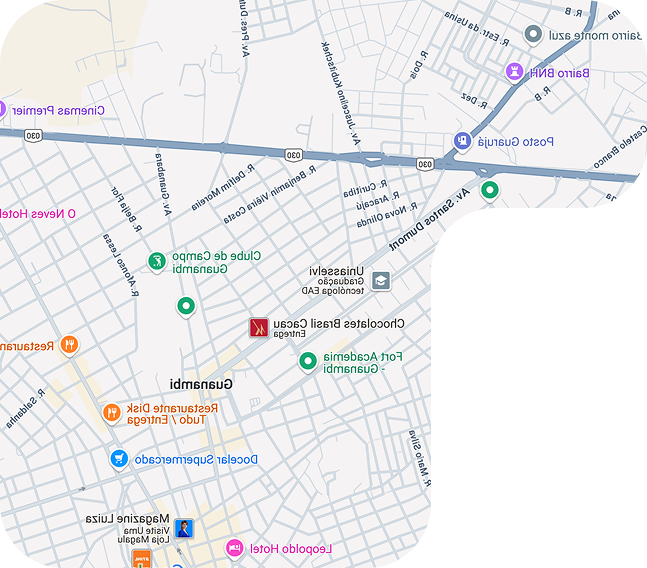 R. B
R. Estr. da Usina
Bairro monte azul
Av. Dus. Pres.
Av. Juscelino Kubitschek
R. Dois
Bairro BNH
R. B
R. Dez
Cinemas Premier
030
030
030
Posto Guarujá
Castelo Branco
Av. Guanabara
R. Delfim Moreira
R. Benjamin Vieira Costa
R. Curitiba
R. Aracaju
R. Nova Olinda
Av. Santos Dumont
R. Beija Flor
O Neves Hotel
R. Afonso Lessa
Clube de Campo
Guanambi
Uniasselvi
Graduação
tecnóloga EAD
Chocolates Brasil Cacau
Entrega
Fort Academia
- Guanambi
Restauran
Guanambi
R. Saldanha
Restaurante Disk
Tudo / Entrega
Docelar Supermercado
R. Mario Silva
Magazine Luiza
Visite Uma
Loja Magalu
Leopoldo Hotel